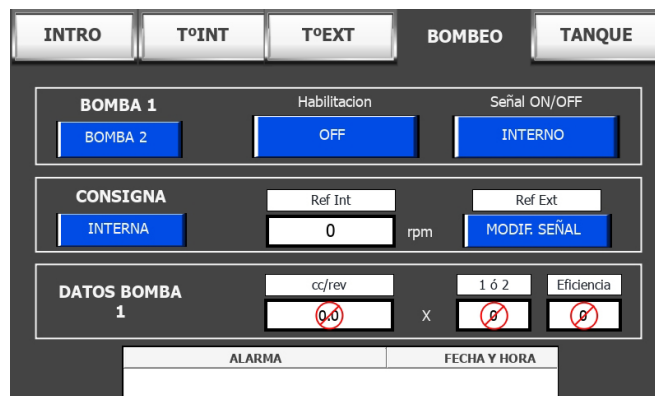 INTRO TºINT TºEXT BOMBEO TANQUE
BOMBA 1 Habilitacion Señal ON/OFF
BOMBA 2 OFF INTERNO
CONSIGNA Ref Int Ref Ext
INTERNA 0 rpm MODIF. SEÑAL
DATOS BOMBA cc/rev 1 ó 2 Eficiencia
1 0.0 X 0 0
ALARMA FECHA Y HORA